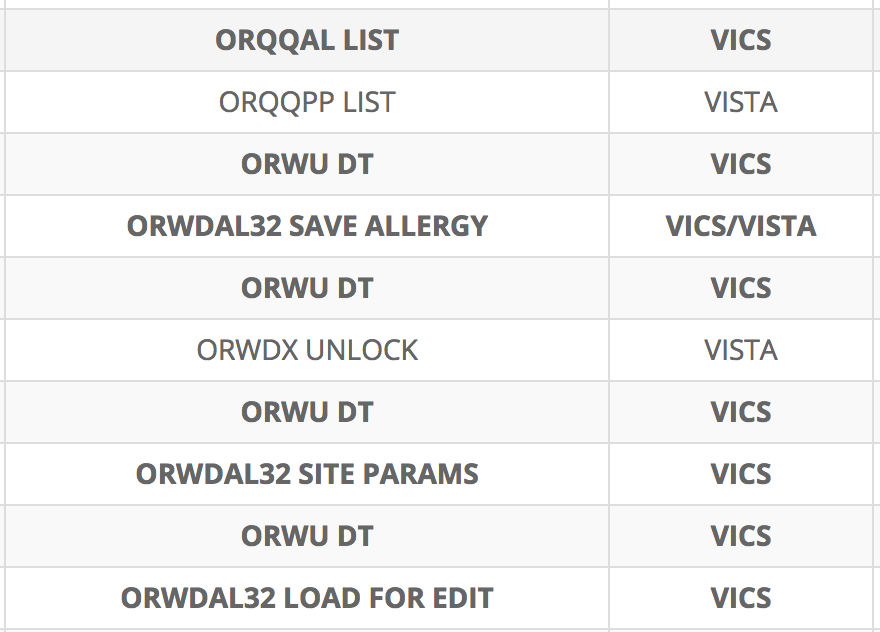 ORQQAL LIST VICS
ORQQPP LIST VISTA
ORWU DT VICS
ORWDAL32 SAVE ALLERGY VICS/VISTA
ORWU DT VICS
ORWDX UNLOCK VISTA
ORWU DT VICS
ORWDAL32 SITE PARAMS VICS
ORWU DT VICS
ORWDAL32 LOAD FOR EDIT VICS